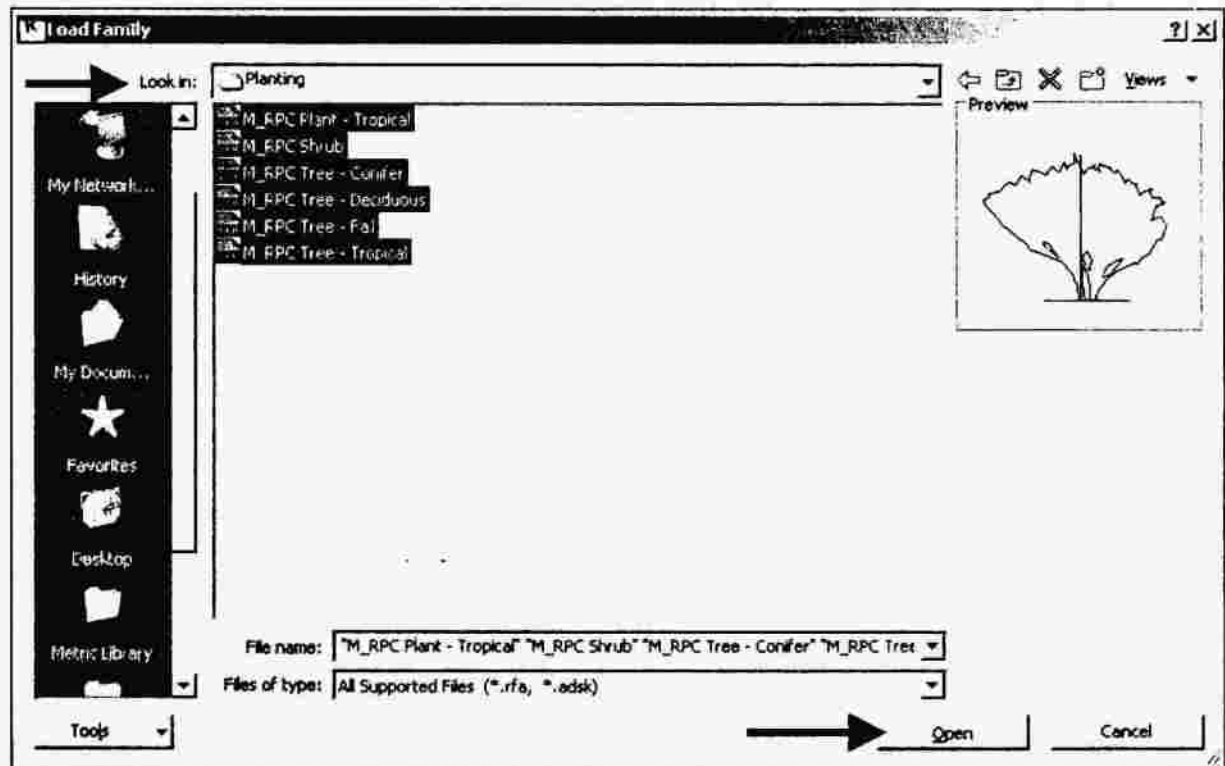 Load Family
Look in: Planting
Views
Preview
M_RPC Plant - Tropical
M_RPC Shrub
M_RPC Tree - Conifer
M_RPC Tree - Deciduous
M_RPC Tree - Fall
M_RPC Tree - Tropical
My Network...
History
My Docum...
Favorites
Desktop
Metric Library
File name: "M_RPC Plant - Tropical" "M_RPC Shrub" "M_RPC Tree - Conifer" "M_RPC Tree
Files of type: All Supported Files (*.rfa, *.adsk)
Tools
Open
Cancel